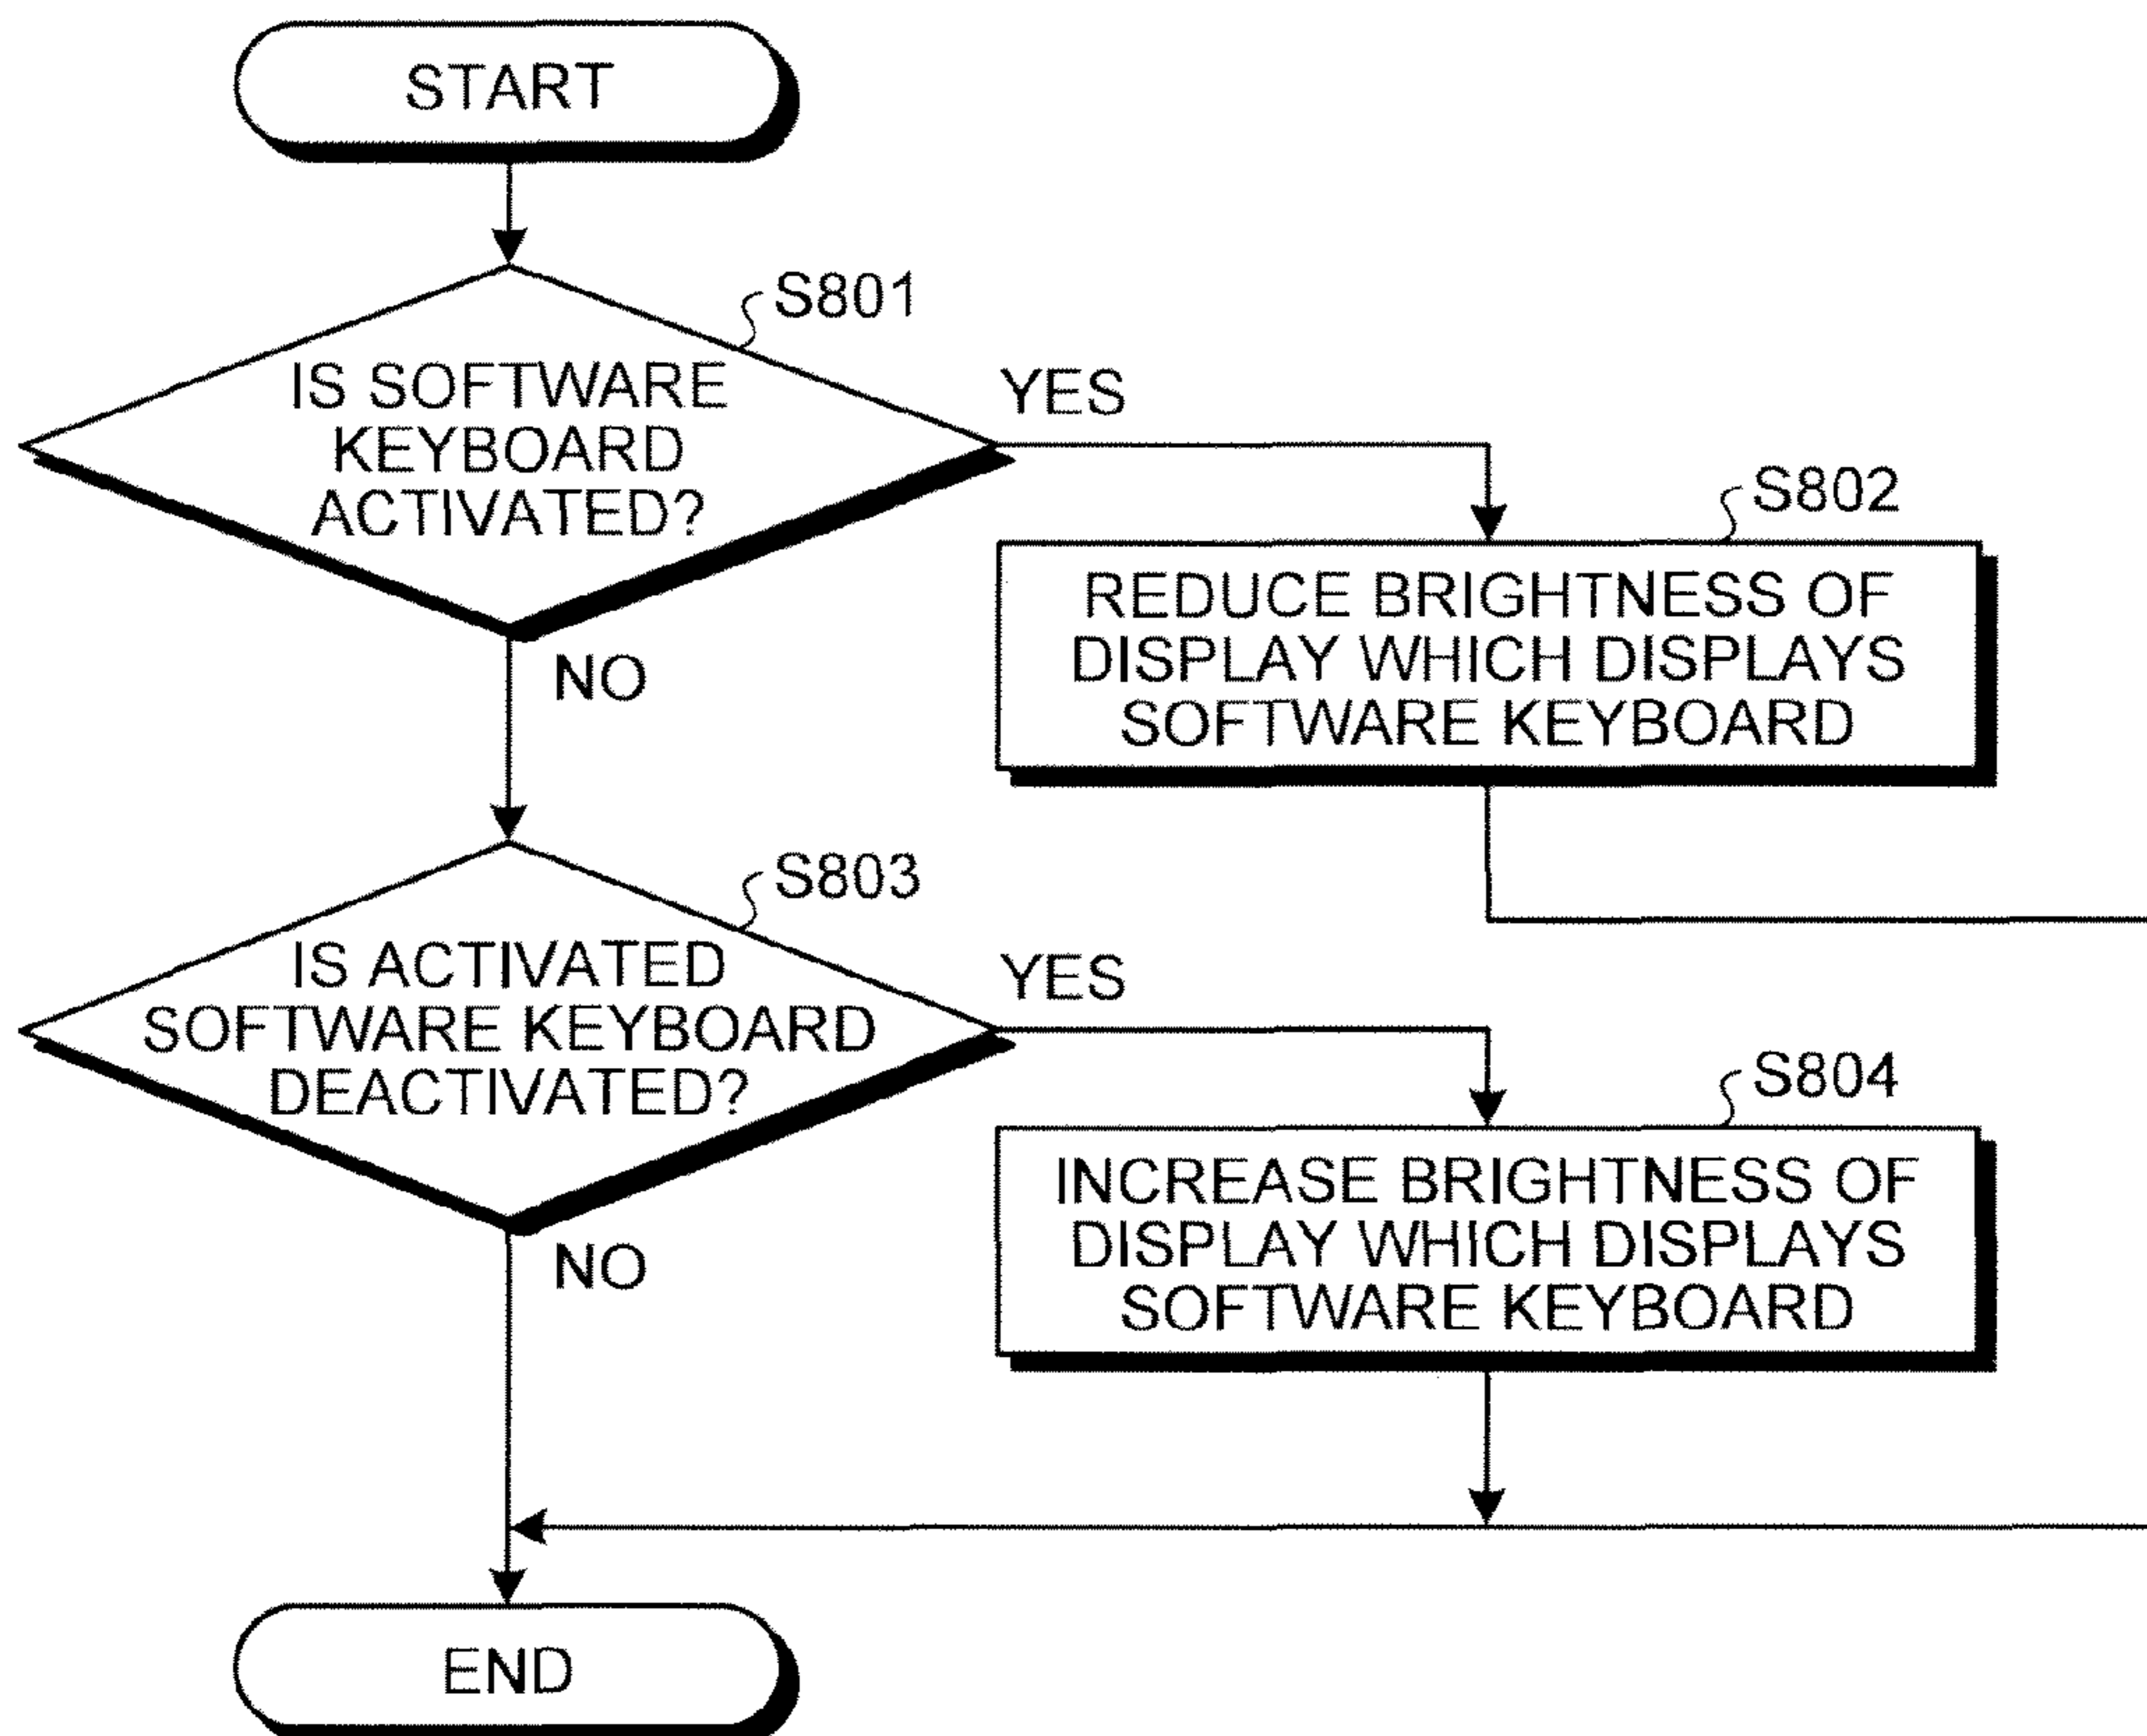 START
S801
IS SOFTWARE
KEYBOARD
ACTIVATED?
YES
S802
REDUCE BRIGHTNESS OF
DISPLAY WHICH DISPLAYS
SOFTWARE KEYBOARD
NO
S803
IS ACTIVATED
SOFTWARE KEYBOARD
DEACTIVATED?
YES
S804
INCREASE BRIGHTNESS OF
DISPLAY WHICH DISPLAYS
SOFTWARE KEYBOARD
NO
END